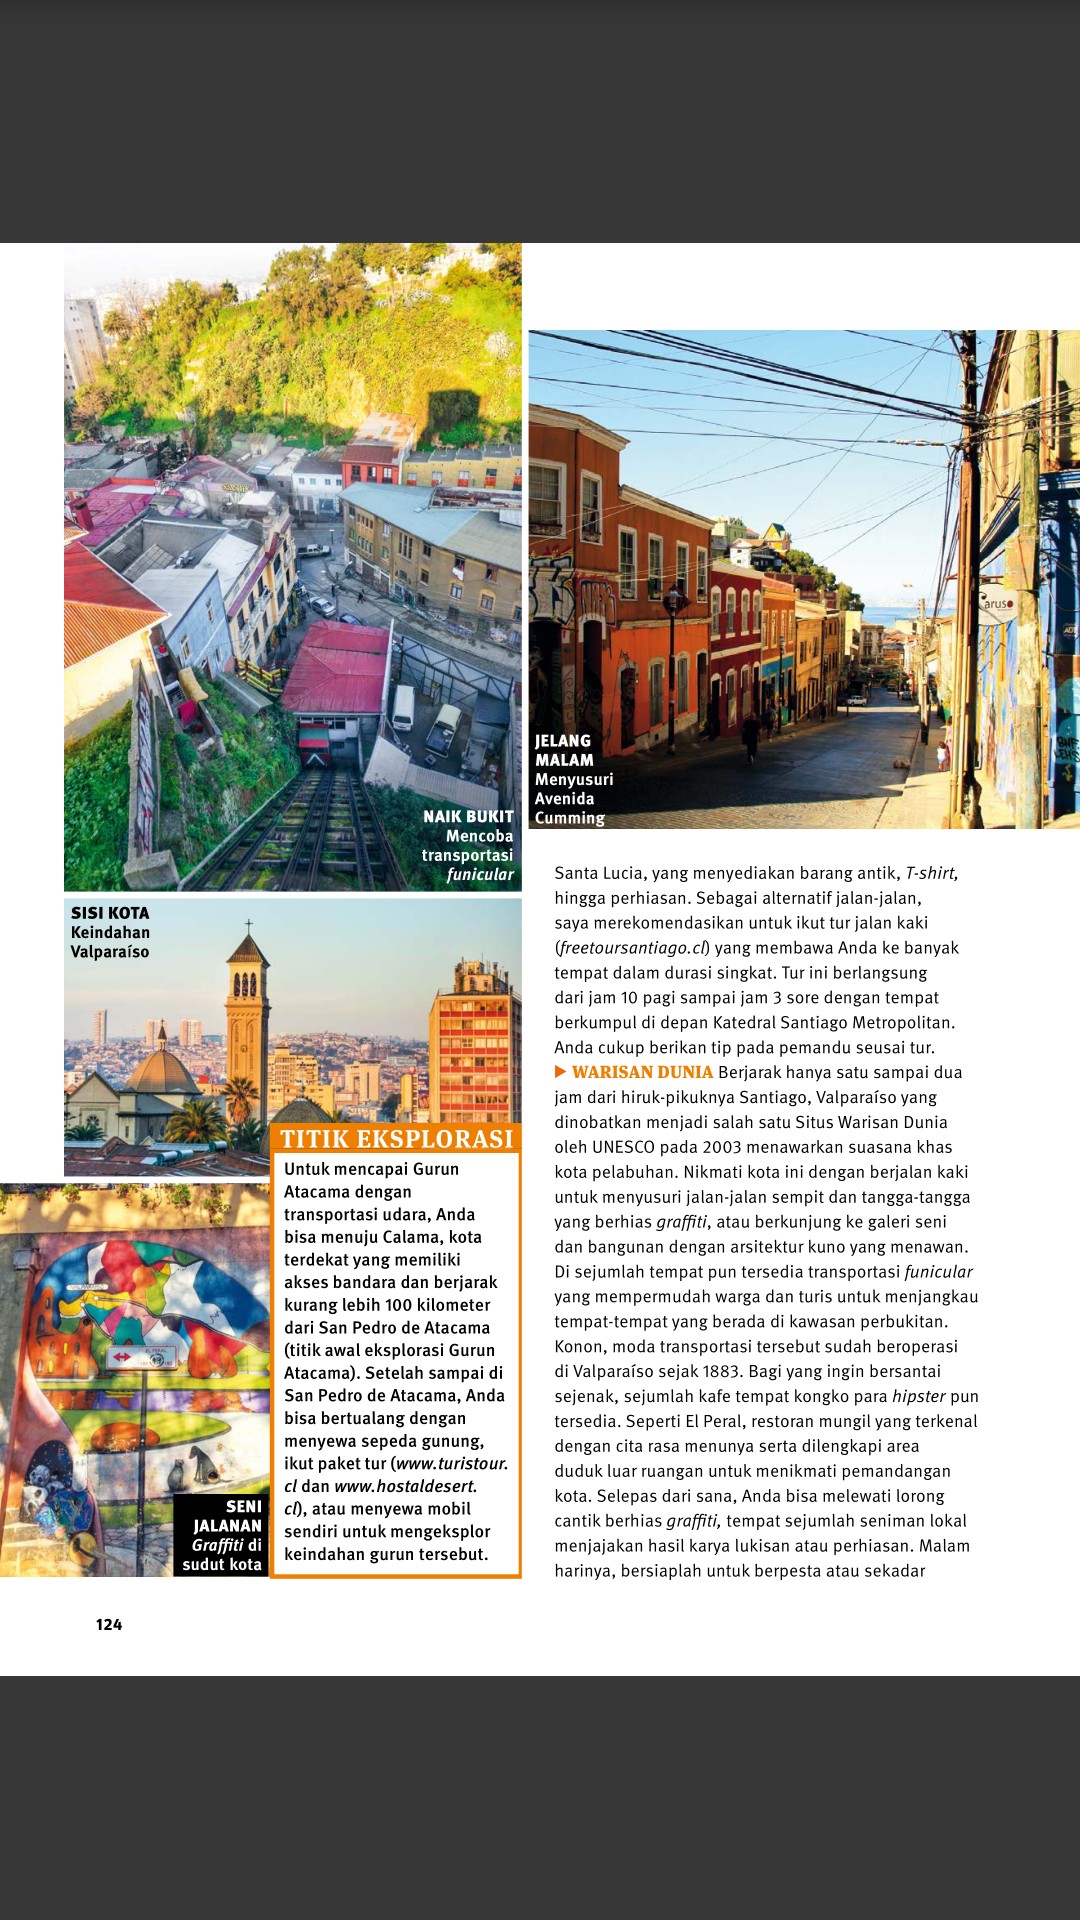 NAIK BUKIT
Mencoba
transportasi
funicular
JELANG
MALAM
Menyusuri
Avenida
Cumming
aruso
SISI KOTA
Keindahan
Valparaíso
SENI
JALANAN
Graffiti di
sudut kota
TITIK EKSPLORASI
Untuk mencapai Gurun
Atacama dengan
transportasi udara, Anda
bisa menuju Calama, kota
terdekat yang memiliki
akses bandara dan berjarak
kurang lebih 100 kilometer
dari San Pedro de Atacama
(titik awal eksplorasi Gurun
Atacama). Setelah sampai di
San Pedro de Atacama, Anda
bisa bertualang dengan
menyewa sepeda gunung,
ikut paket tur (www.turistour.
cl dan www.hostaldesert.
cl), atau menyewa mobil
sendiri untuk mengeksplor
keindahan gurun tersebut.
Santa Lucia, yang menyediakan barang antik, T-shirt,
hingga perhiasan. Sebagai alternatif jalan-jalan,
saya merekomendasikan untuk ikut tur jalan kaki
(freetoursantiago.cl) yang membawa Anda ke banyak
tempat dalam durasi singkat. Tur ini berlangsung
dari jam 10 pagi sampai jam 3 sore dengan tempat
berkumpul di depan Katedral Santiago Metropolitan.
Anda cukup berikan tip pada pemandu seusai tur.
▶ WARISAN DUNIA Berjarak hanya satu sampai dua
jam dari hiruk-pikuknya Santiago, Valparaíso yang
dinobatkan menjadi salah satu Situs Warisan Dunia
oleh UNESCO pada 2003 menawarkan suasana khas
kota pelabuhan. Nikmati kota ini dengan berjalan kaki
untuk menyusuri jalan-jalan sempit dan tangga-tangga
yang berhias graffiti, atau berkunjung ke galeri seni
dan bangunan dengan arsitektur kuno yang menawan.
Di sejumlah tempat pun tersedia transportasi funicular
yang mempermudah warga dan turis untuk menjangkau
tempat-tempat yang berada di kawasan perbukitan.
Konon, moda transportasi tersebut sudah beroperasi
di Valparaíso sejak 1883. Bagi yang ingin bersantai
sejenak, sejumlah kafe tempat kongko para hipster pun
tersedia. Seperti El Peral, restoran mungil yang terkenal
dengan cita rasa menunya serta dilengkapi area
duduk luar ruangan untuk menikmati pemandangan
kota. Selepas dari sana, Anda bisa melewati lorong
cantik berhias graffiti, tempat sejumlah seniman lokal
menjajakan hasil karya lukisan atau perhiasan. Malam
harinya, bersiaplah untuk berpesta atau sekadar
124